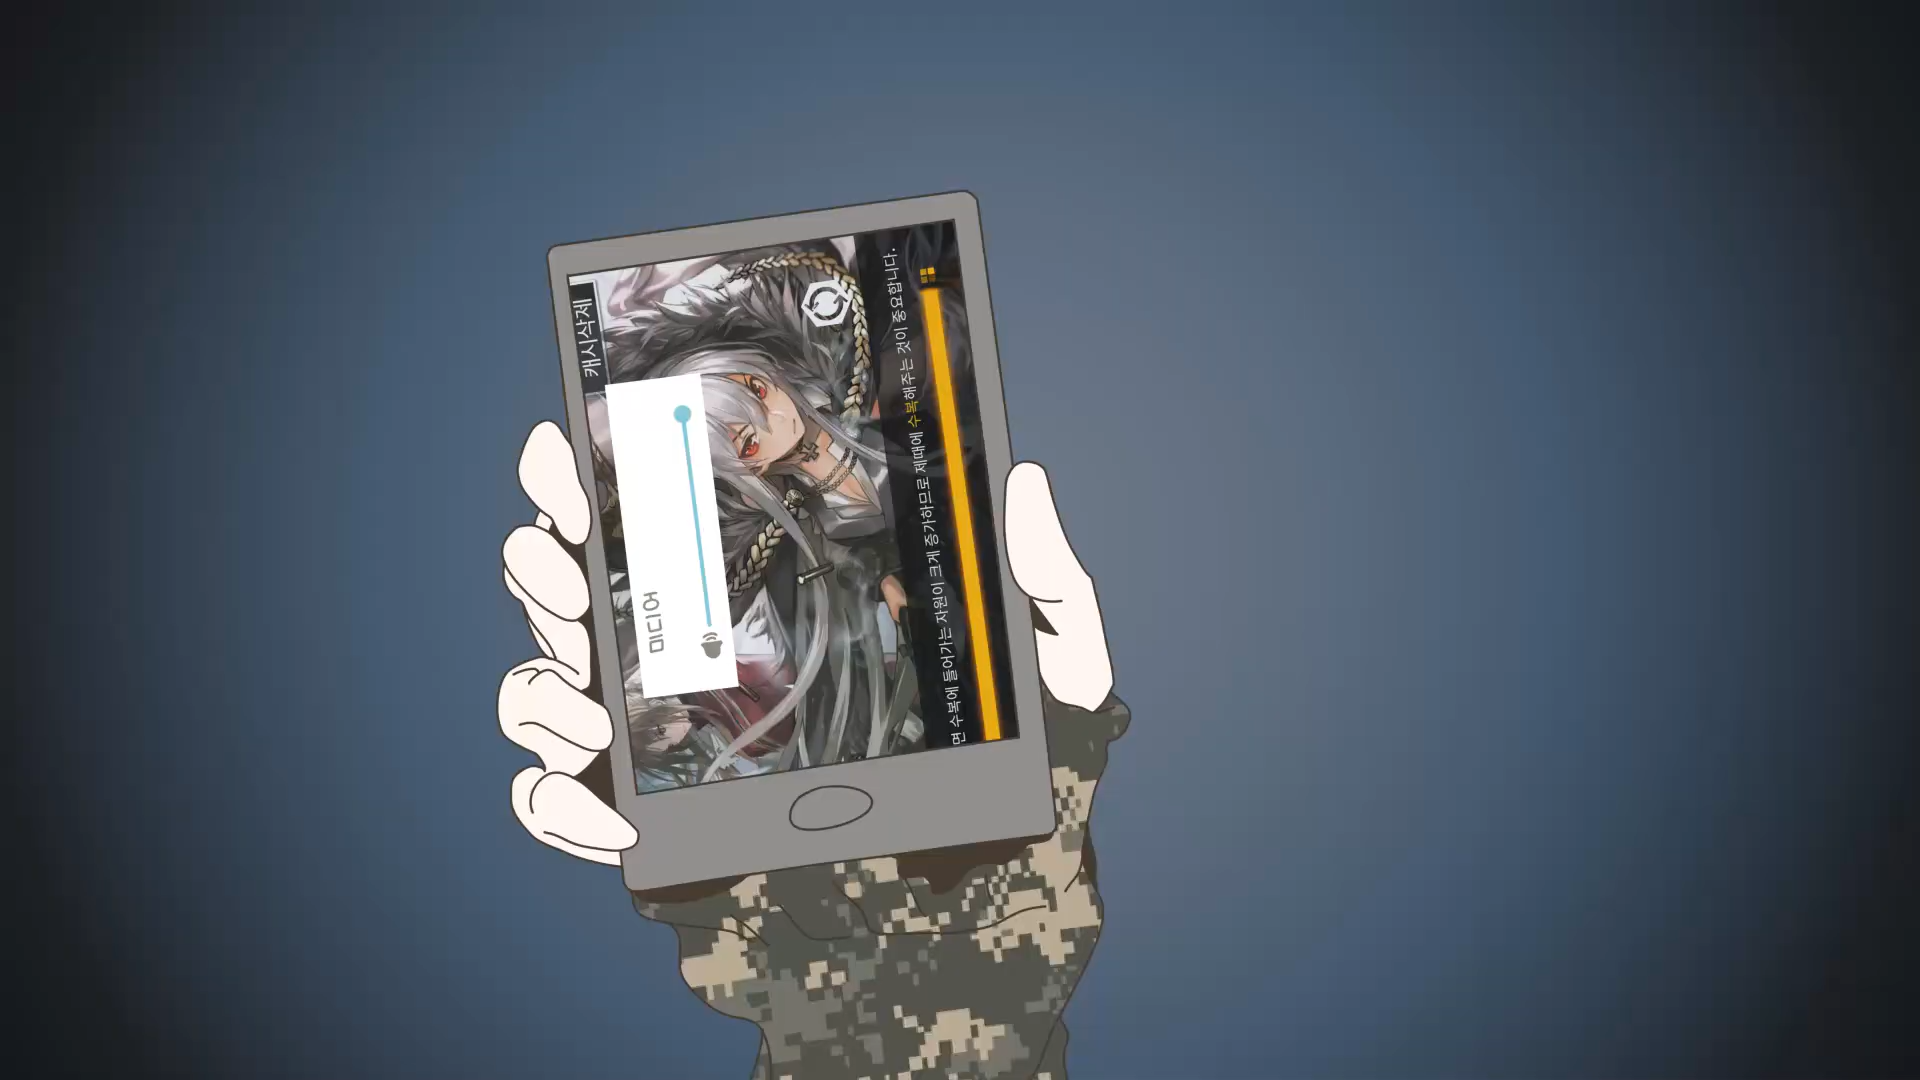 캐시삭제
미디어
면 수복에 들어가는 자원이 크게 증가하므로 제때에 수복해주는 것이 중요합니다.